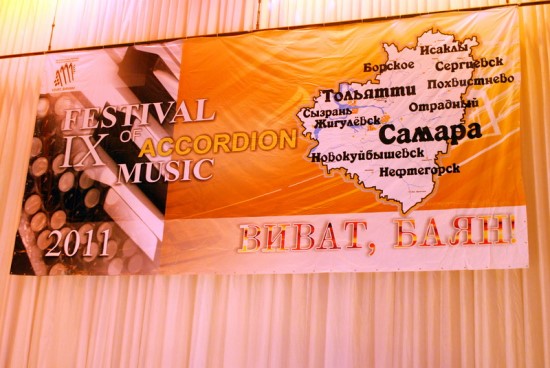 FESTIVAL
OF
IX ACCORDION
MUSIC
2011
Исаклы
Борское Сергиевск
Похвистнево
Тольятти
Отрадный
Сызрань
Жигулёвск
Самара
Новокуйбышевск
Нефтегорск
ВИВАТ, БАЯН!